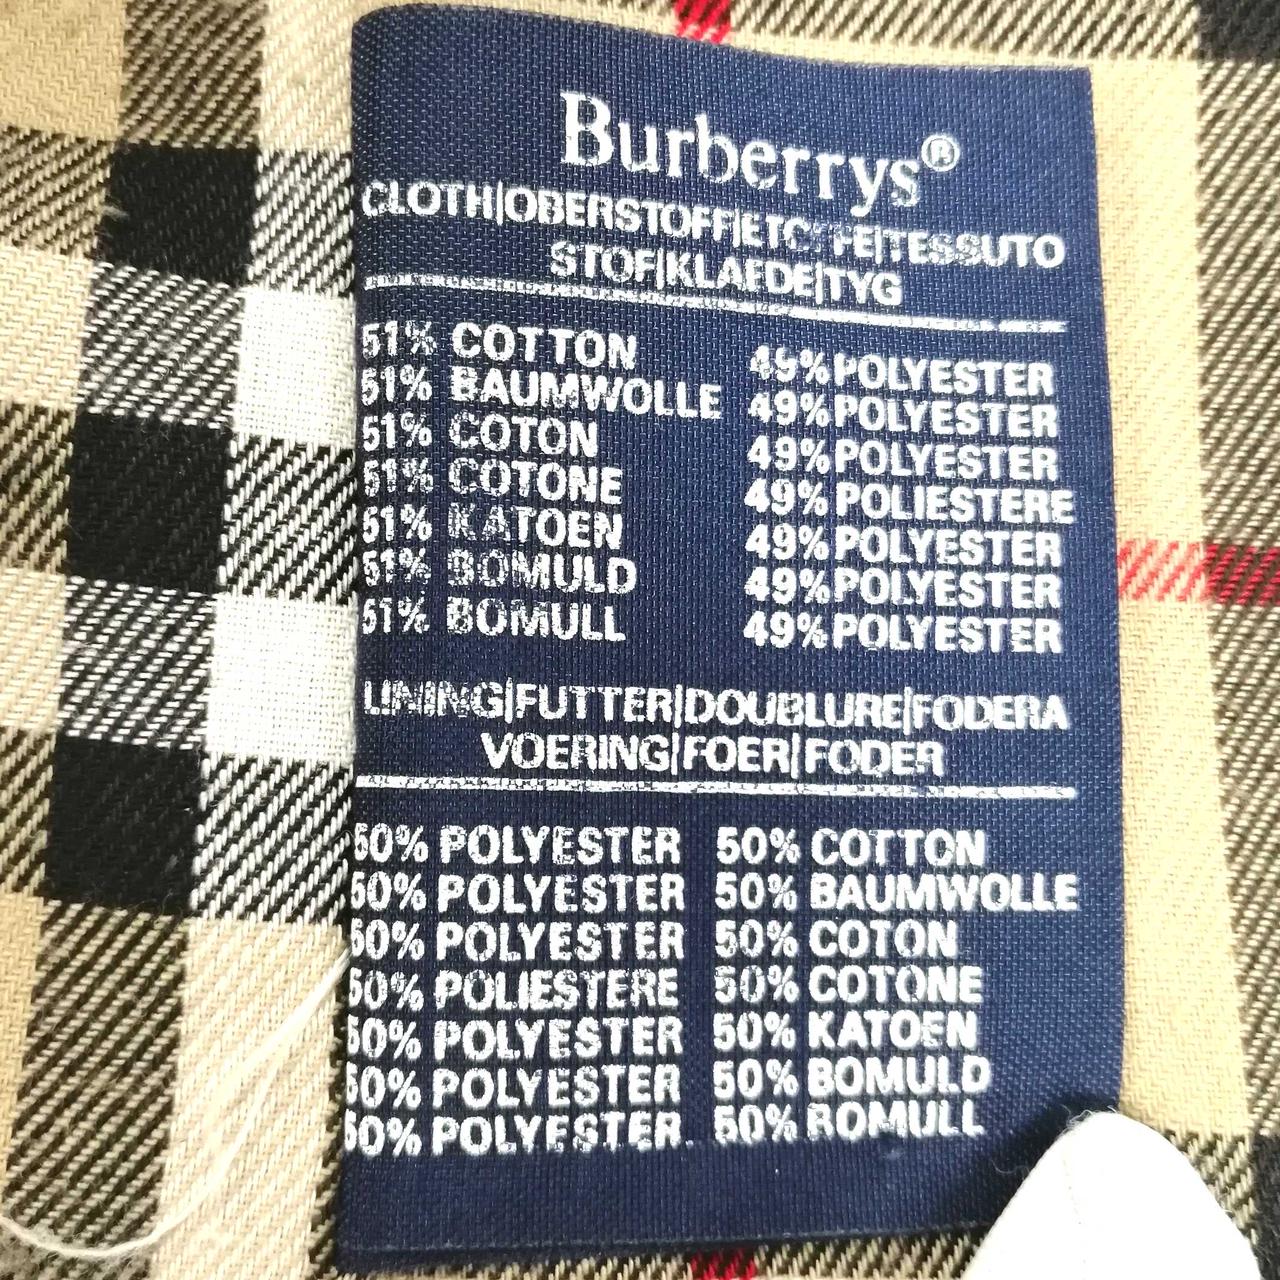 Burberrys®
CLOTH|OBERSTOFF|ETOFFE|TESSUTO
STOF|KLAEDE|TYG
51% COTTON 49% POLYESTER
51% BAUMWOLLE 49% POLYESTER
51% COTON 49% POLYESTER
51% COTONE 49% POLIESTERE
51% KATOEN 49% POLYESTER
51% BOMULD 49% POLYESTER
51% BOMULL 49% POLYESTER
LINING|FUTTER|DOUBLURE|FODERA
VOERING|FOER|FODER
50% POLYESTER 50% COTTON
50% POLYESTER 50% BAUMWOLLE
50% POLYESTER 50% COTON
50% POLIESTERE 50% COTONE
50% POLYESTER 50% KATOEN
50% POLYESTER 50% BOMULD
50% POLYESTER 50% BOMULL